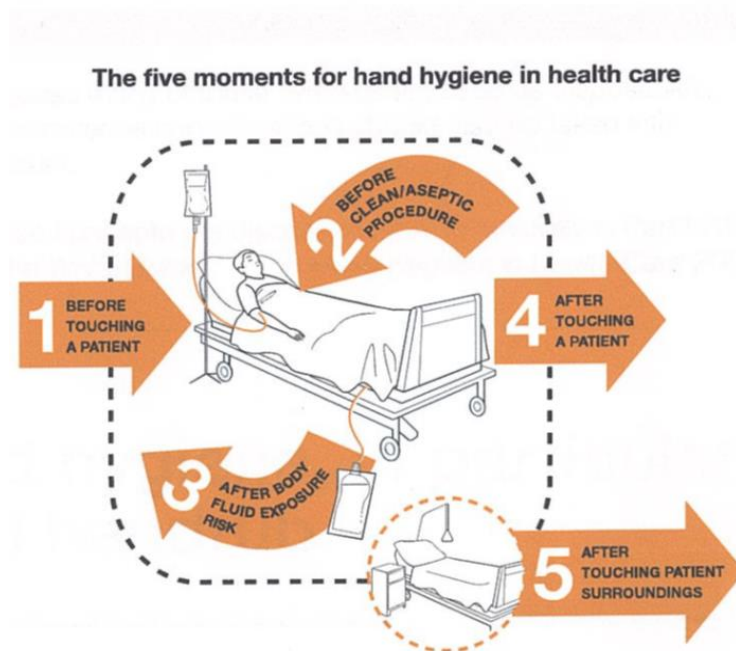 The five moments for hand hygiene in health care
1
BEFORE
TOUCHING
A PATIENT
2
BEFORE
CLEAN/ASEPTIC
PROCEDURE
3
AFTER BODY
FLUID EXPOSURE
RISK
4
AFTER
TOUCHING
A PATIENT
5
AFTER
TOUCHING PATIENT
SURROUNDINGS